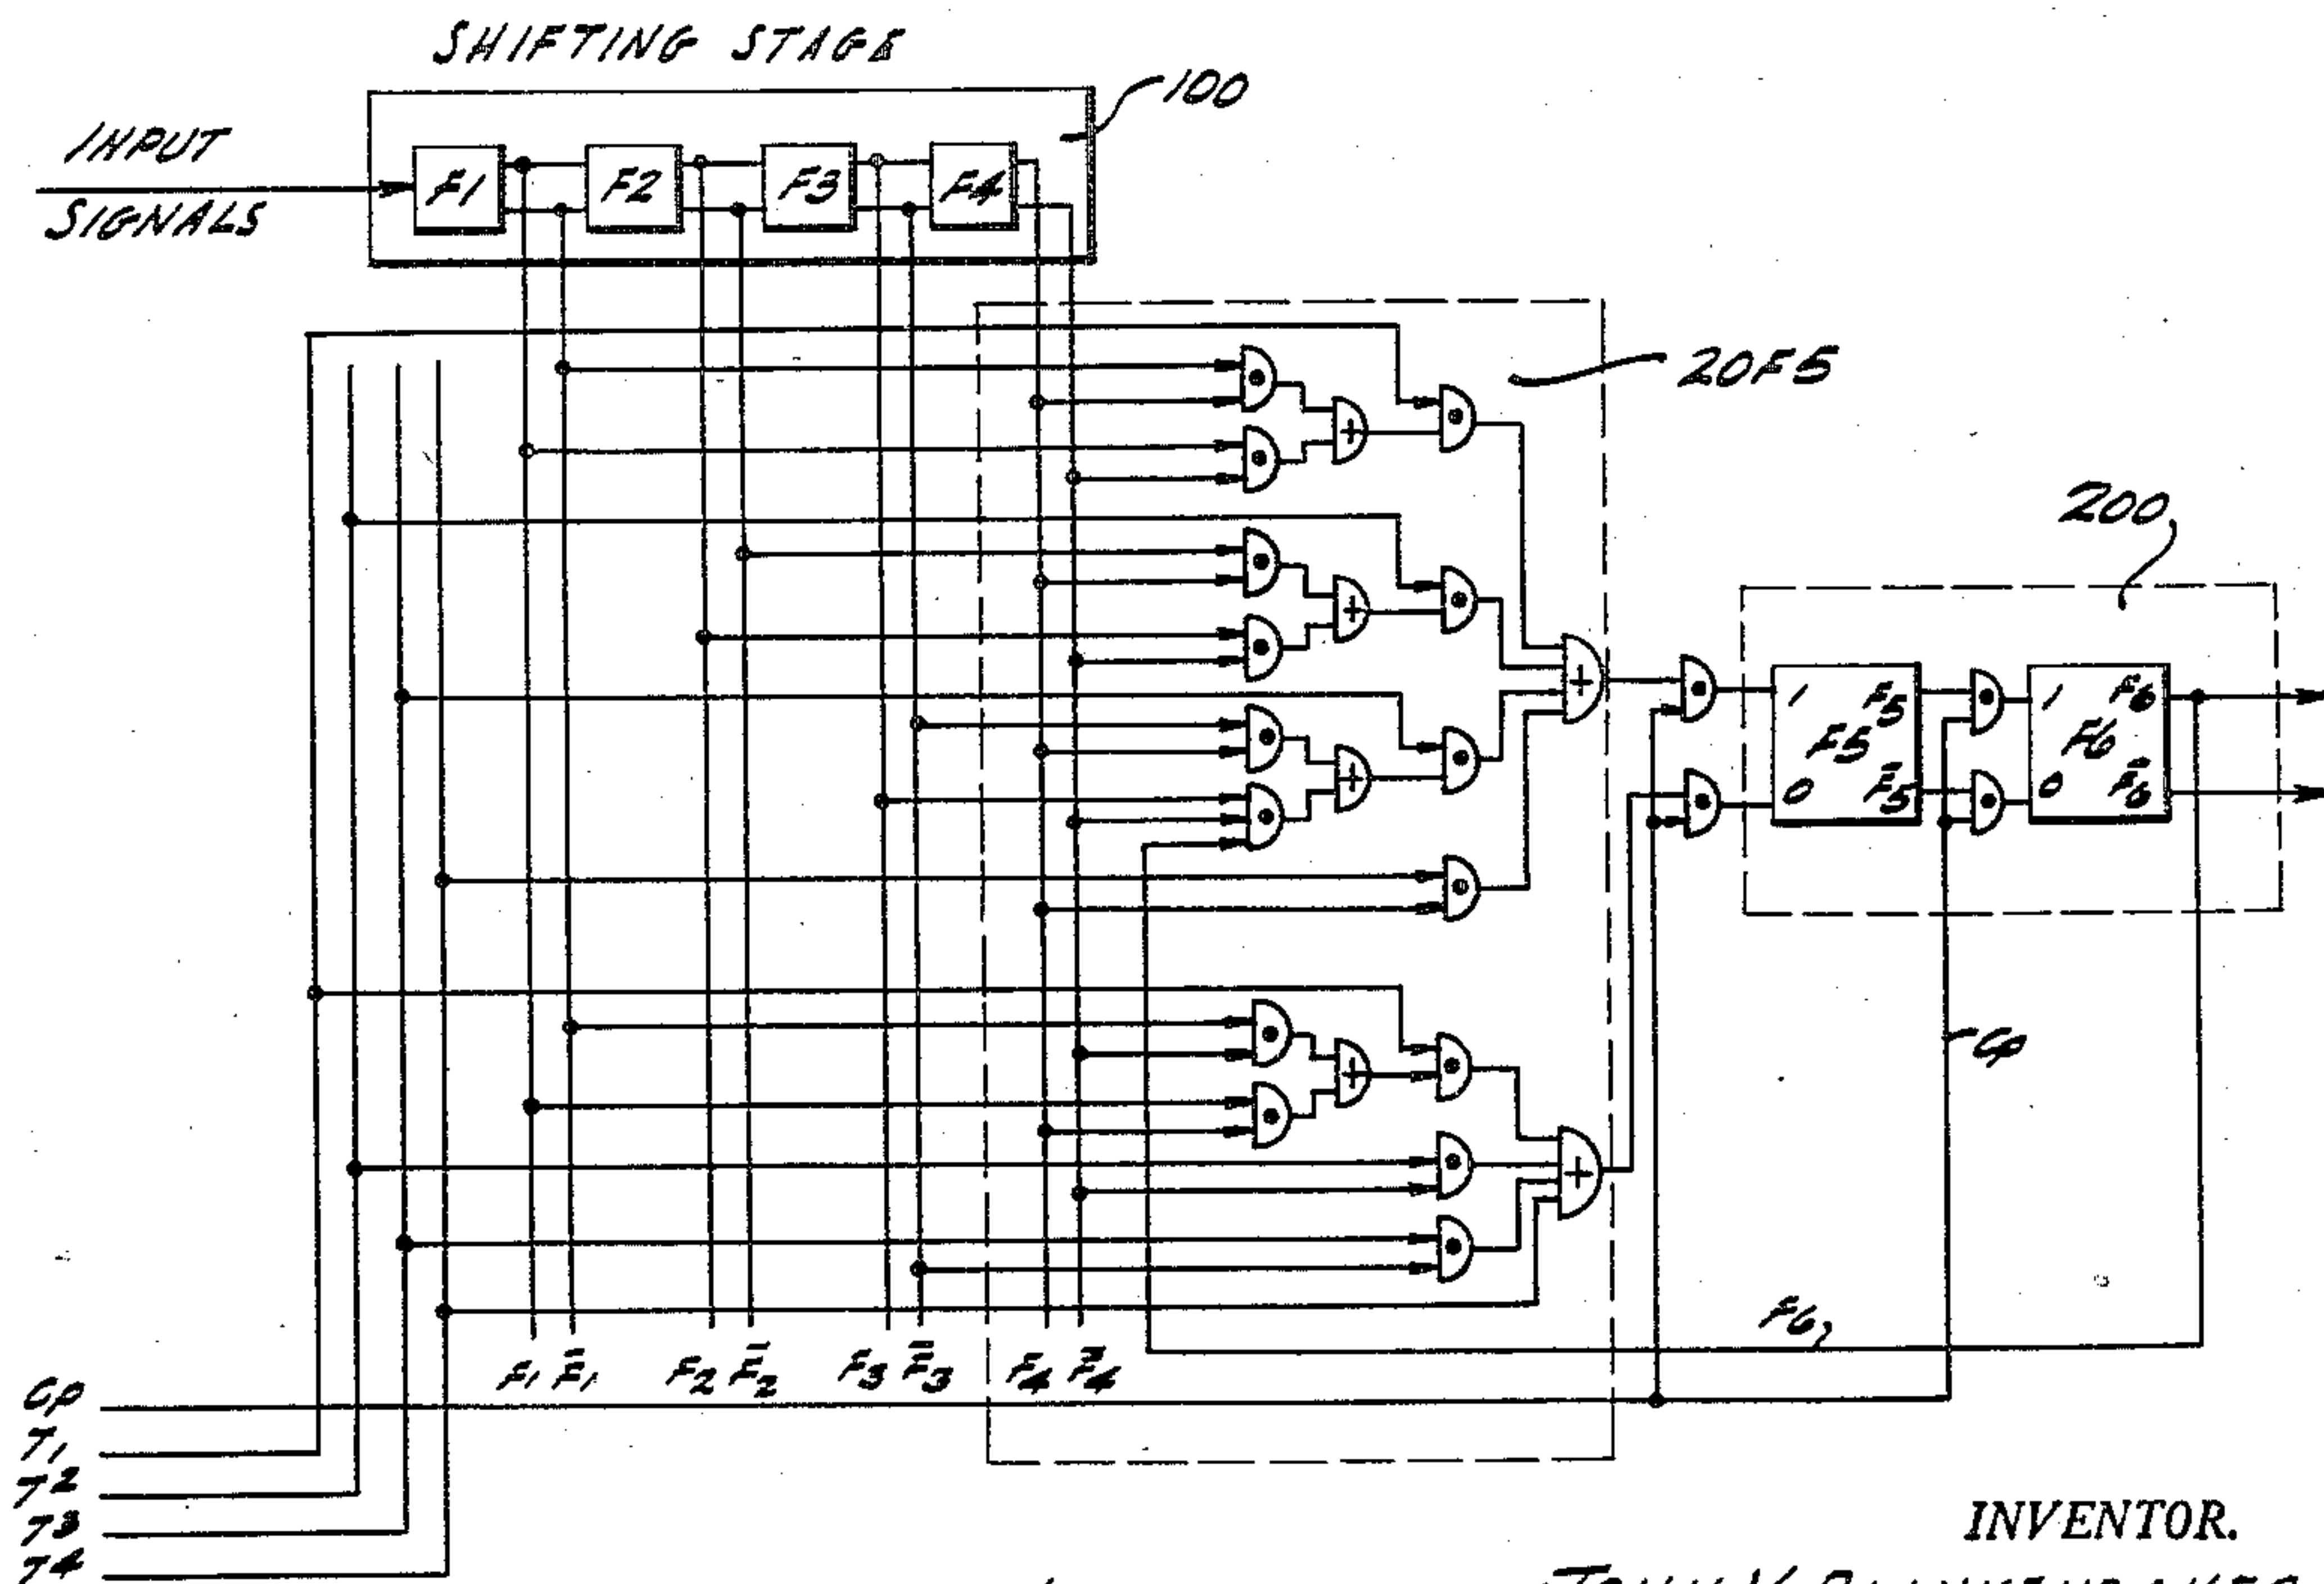 SHIFTING STAGE
100
INPUT
SIGNALS
F1 F2 F3 F4
20F5
200
1 F5
F5
0 F̄5
1 F6
F6
0 F̄6
CP
F6
F1 F̄1 F2 F̄2 F3 F̄3 F4 F̄4
CP
T1
T2
T3
T4
INVENTOR.